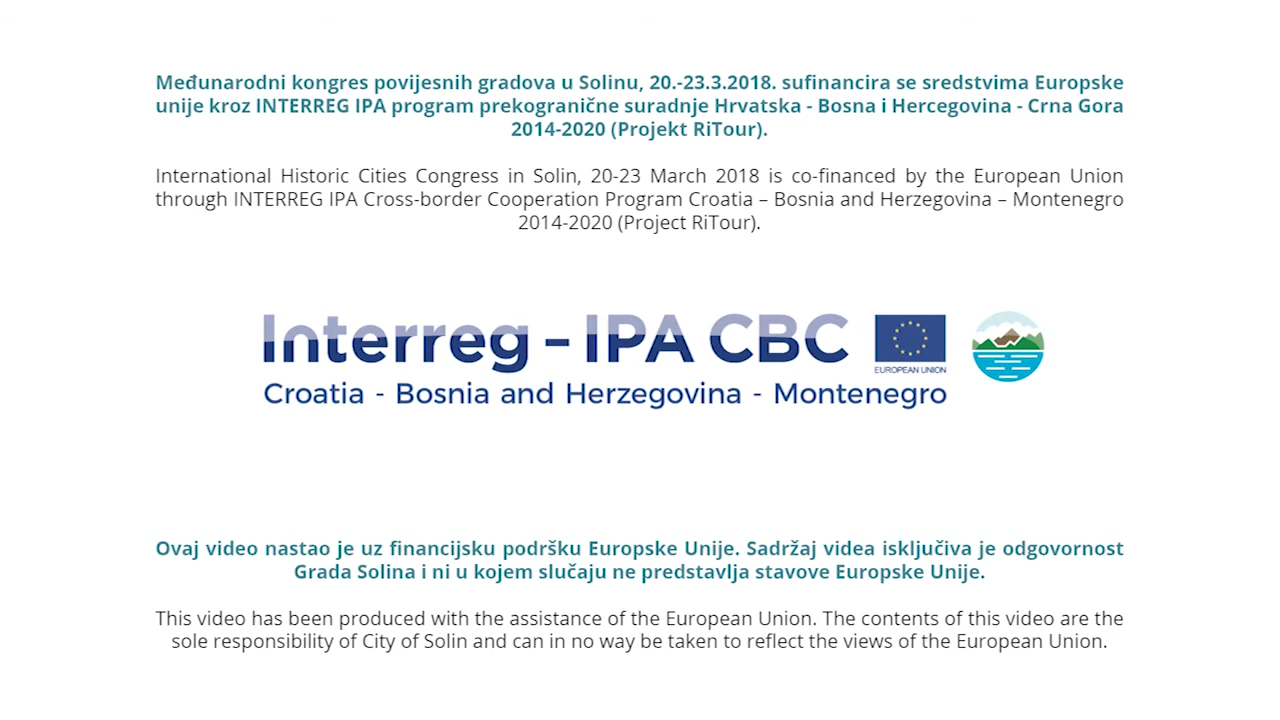 Međunarodni kongres povijesnih gradova u Solinu, 20.-23.3.2018. sufinancira se sredstvima Europske
unije kroz INTERREG IPA program prekogranične suradnje Hrvatska - Bosna i Hercegovina - Crna Gora
2014-2020 (Projekt RiTour).
International Historic Cities Congress in Solin, 20-23 March 2018 is co-financed by the European Union
through INTERREG IPA Cross-border Cooperation Program Croatia – Bosnia and Herzegovina – Montenegro
2014-2020 (Project RiTour).
Interreg - IPA CBC
EUROPEAN UNION
Croatia - Bosnia and Herzegovina - Montenegro
Ovaj video nastao je uz financijsku podršku Europske Unije. Sadržaj videa isključiva je odgovornost
Grada Solina i ni u kojem slučaju ne predstavlja stavove Europske Unije.
This video has been produced with the assistance of the European Union. The contents of this video are the
sole responsibility of City of Solin and can in no way be taken to reflect the views of the European Union.